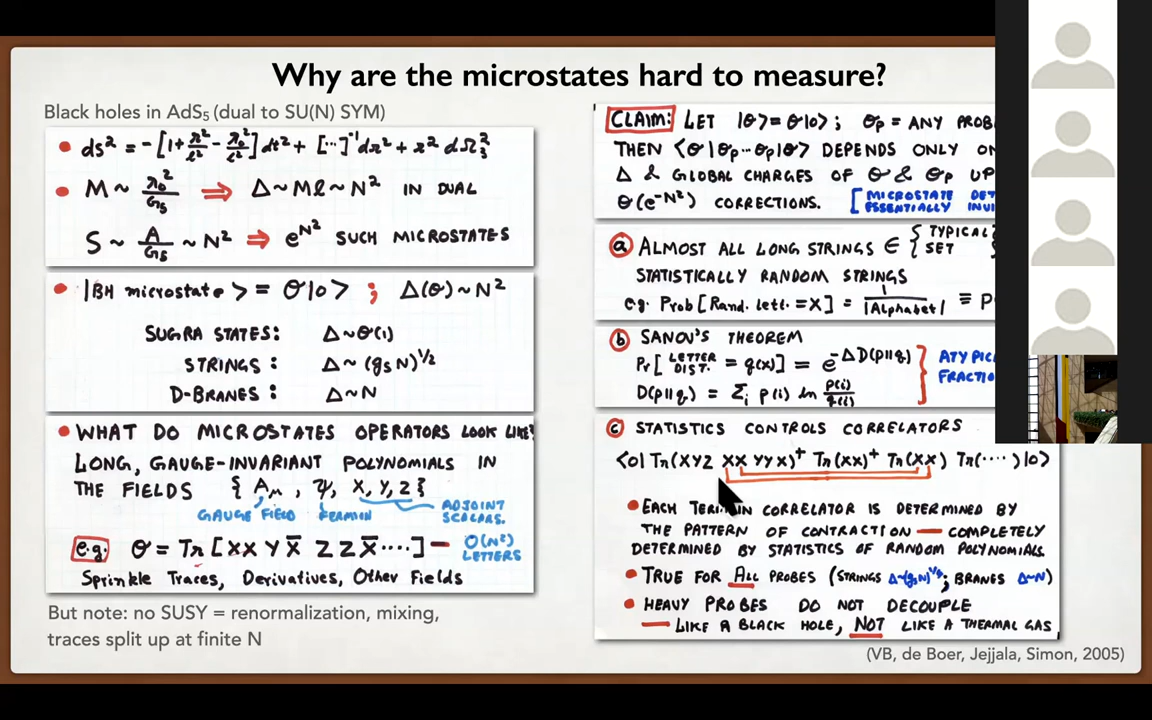 Why are the microstates hard to measure?
Black holes in AdS₅ (dual to SU(N) SYM)
• ds² = -[1+r²/ℓ² - r₀²/r²]dt² + [...]⁻¹dr² + r² dΩ₃²
• M ~ r₀²/G₅ ⇒ Δ~Mℓ~N² IN DUAL
S ~ A/G₅ ~ N² ⇒ e^N² SUCH MICROSTATES
• |BH microstate> = O|0> ; Δ(O)~N²
SUGRA STATES: Δ~O(1)
STRINGS: Δ~(gₛN)^1/4
D-BRANES: Δ~N
• WHAT DO MICROSTATES OPERATORS LOOK LIKE?
LONG, GAUGE-INVARIANT POLYNOMIALS IN
THE FIELDS { Aμ, Ψ, X, Y, Z }
GAUGE FIELD FERMION ADJOINT SCALARS.
e.g. O = Tr[XXYX̄ ZZX̄....] — O(N²) LETTERS
Sprinkle Traces, Derivatives, Other Fields
But note: no SUSY = renormalization, mixing,
traces split up at finite N
CLAIM: LET |O> = O|0> ; Oₚ = ANY PROB
THEN <O|Oₚ...Oₚ|O> DEPENDS ONLY ON
Δ & GLOBAL CHARGES OF O & Oₚ UP
O(e^-N²) CORRECTIONS. [MICROSTATE DET
ESSENTIALLY INVI
ⓐ ALMOST ALL LONG STRINGS ∈ { TYPICAL SET }
STATISTICALLY RANDOM STRINGS
e.g. Prob[Rand. lett. = X] = 1/|Alphabet| ≡ P
ⓑ SANOV'S THEOREM
Pr[LETTER DIST. = q(x)] = e^-ΔD(p||q) } ATYPIC
D(p||q) = Σᵢ p(i) ln p(i)/q(i) FRACTIO
ⓒ STATISTICS CONTROLS CORRELATORS
<0| Tr(XYZ XX YYX)† Tr(XX)† Tr(XX) Tr(....)|0>
• EACH TERM IN CORRELATOR IS DETERMINED BY
THE PATTERN OF CONTRACTION — COMPLETELY
DETERMINED BY STATISTICS OF RANDOM POLYNOMIALS
• TRUE FOR ALL PROBES (STRINGS Δ~(gₛN)^1/4; BRANES Δ~N)
• HEAVY PROBES DO NOT DECOUPLE
— LIKE A BLACK HOLE, NOT LIKE A THERMAL GAS
(VB, de Boer, Jejjala, Simon, 2005)